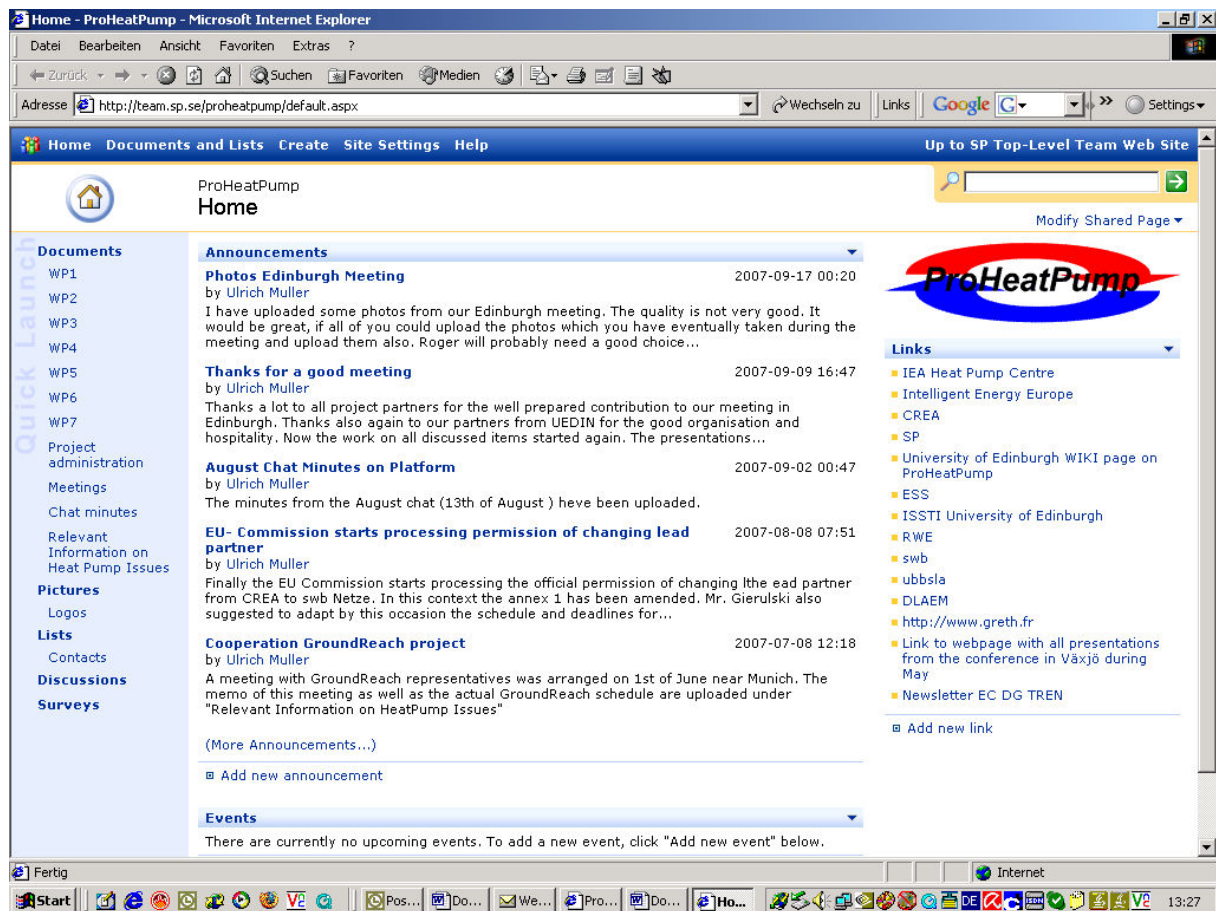 Home - ProHeatPump - Microsoft Internet Explorer
Datei Bearbeiten Ansicht Favoriten Extras ?
Zurück Suchen Favoriten Medien
Adresse http://team.sp.se/proheatpump/default.aspx Wechseln zu Links Google G Settings
Home Documents and Lists Create Site Settings Help Up to SP Top-Level Team Web Site
ProHeatPump
Home
Modify Shared Page
Quick Launch
Documents
WP1
WP2
WP3
WP4
WP5
WP6
WP7
Project
administration
Meetings
Chat minutes
Relevant
Information on
Heat Pump Issues
Pictures
Logos
Lists
Contacts
Discussions
Surveys
Announcements
Photos Edinburgh Meeting 2007-09-17 00:20
by Ulrich Muller
I have uploaded some photos from our Edinburgh meeting. The quality is not very good. It
would be great, if all of you could upload the photos which you have eventually taken during the
meeting and upload them also. Roger will probably need a good choice...
Thanks for a good meeting 2007-09-09 16:47
by Ulrich Muller
Thanks a lot to all project partners for the well prepared contribution to our meeting in
Edinburgh. Thanks also again to our partners from UEDIN for the good organisation and
hospitality. Now the work on all discussed items started again. The presentations...
August Chat Minutes on Platform 2007-09-02 00:47
by Ulrich Muller
The minutes from the August chat (13th of August ) heve been uploaded.
EU- Commission starts processing permission of changing lead 2007-08-08 07:51
partner
by Ulrich Muller
Finally the EU Commission starts processing the official permission of changing lthe ead partner
from CREA to swb Netze. In this context the annex 1 has been amended. Mr. Gierulski also
suggested to adapt by this occasion the schedule and deadlines for...
Cooperation GroundReach project 2007-07-08 12:18
by Ulrich Muller
A meeting with GroundReach representatives was arranged on 1st of June near Munich. The
memo of this meeting as well as the actual GroundReach schedule are uploaded under
"Relevant Information on HeatPump Issues"
(More Announcements...)
Add new announcement
Events
There are currently no upcoming events. To add a new event, click "Add new event" below.
ProHeatPump
Links
IEA Heat Pump Centre
Intelligent Energy Europe
CREA
SP
University of Edinburgh WIKI page on
ProHeatPump
ESS
ISSTI University of Edinburgh
RWE
swb
ubbsla
DLAEM
http://www.greth.fr
Link to webpage with all presentations
from the conference in Växjö during
May
Newsletter EC DG TREN
Add new link
Fertig Internet
Start Pos... Do... We... Pro... Do... Ho... DE 13:27